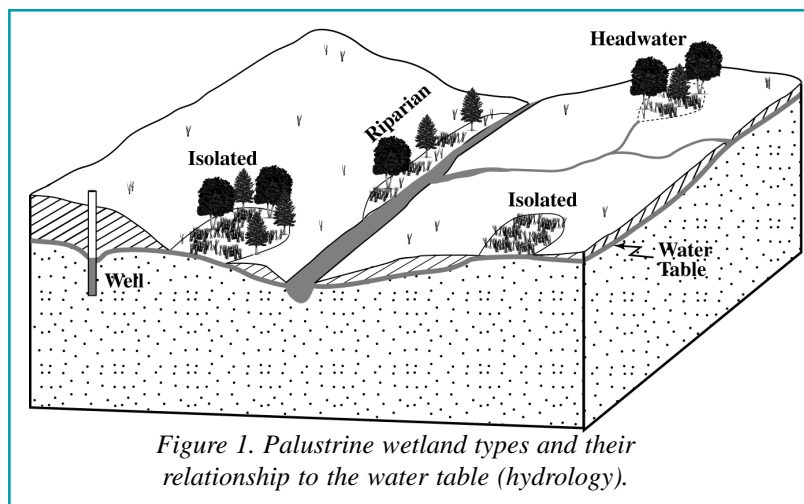 Headwater
Riparian
Isolated
Isolated
Water
Table
Well
Figure 1. Palustrine wetland types and their
relationship to the water table (hydrology).